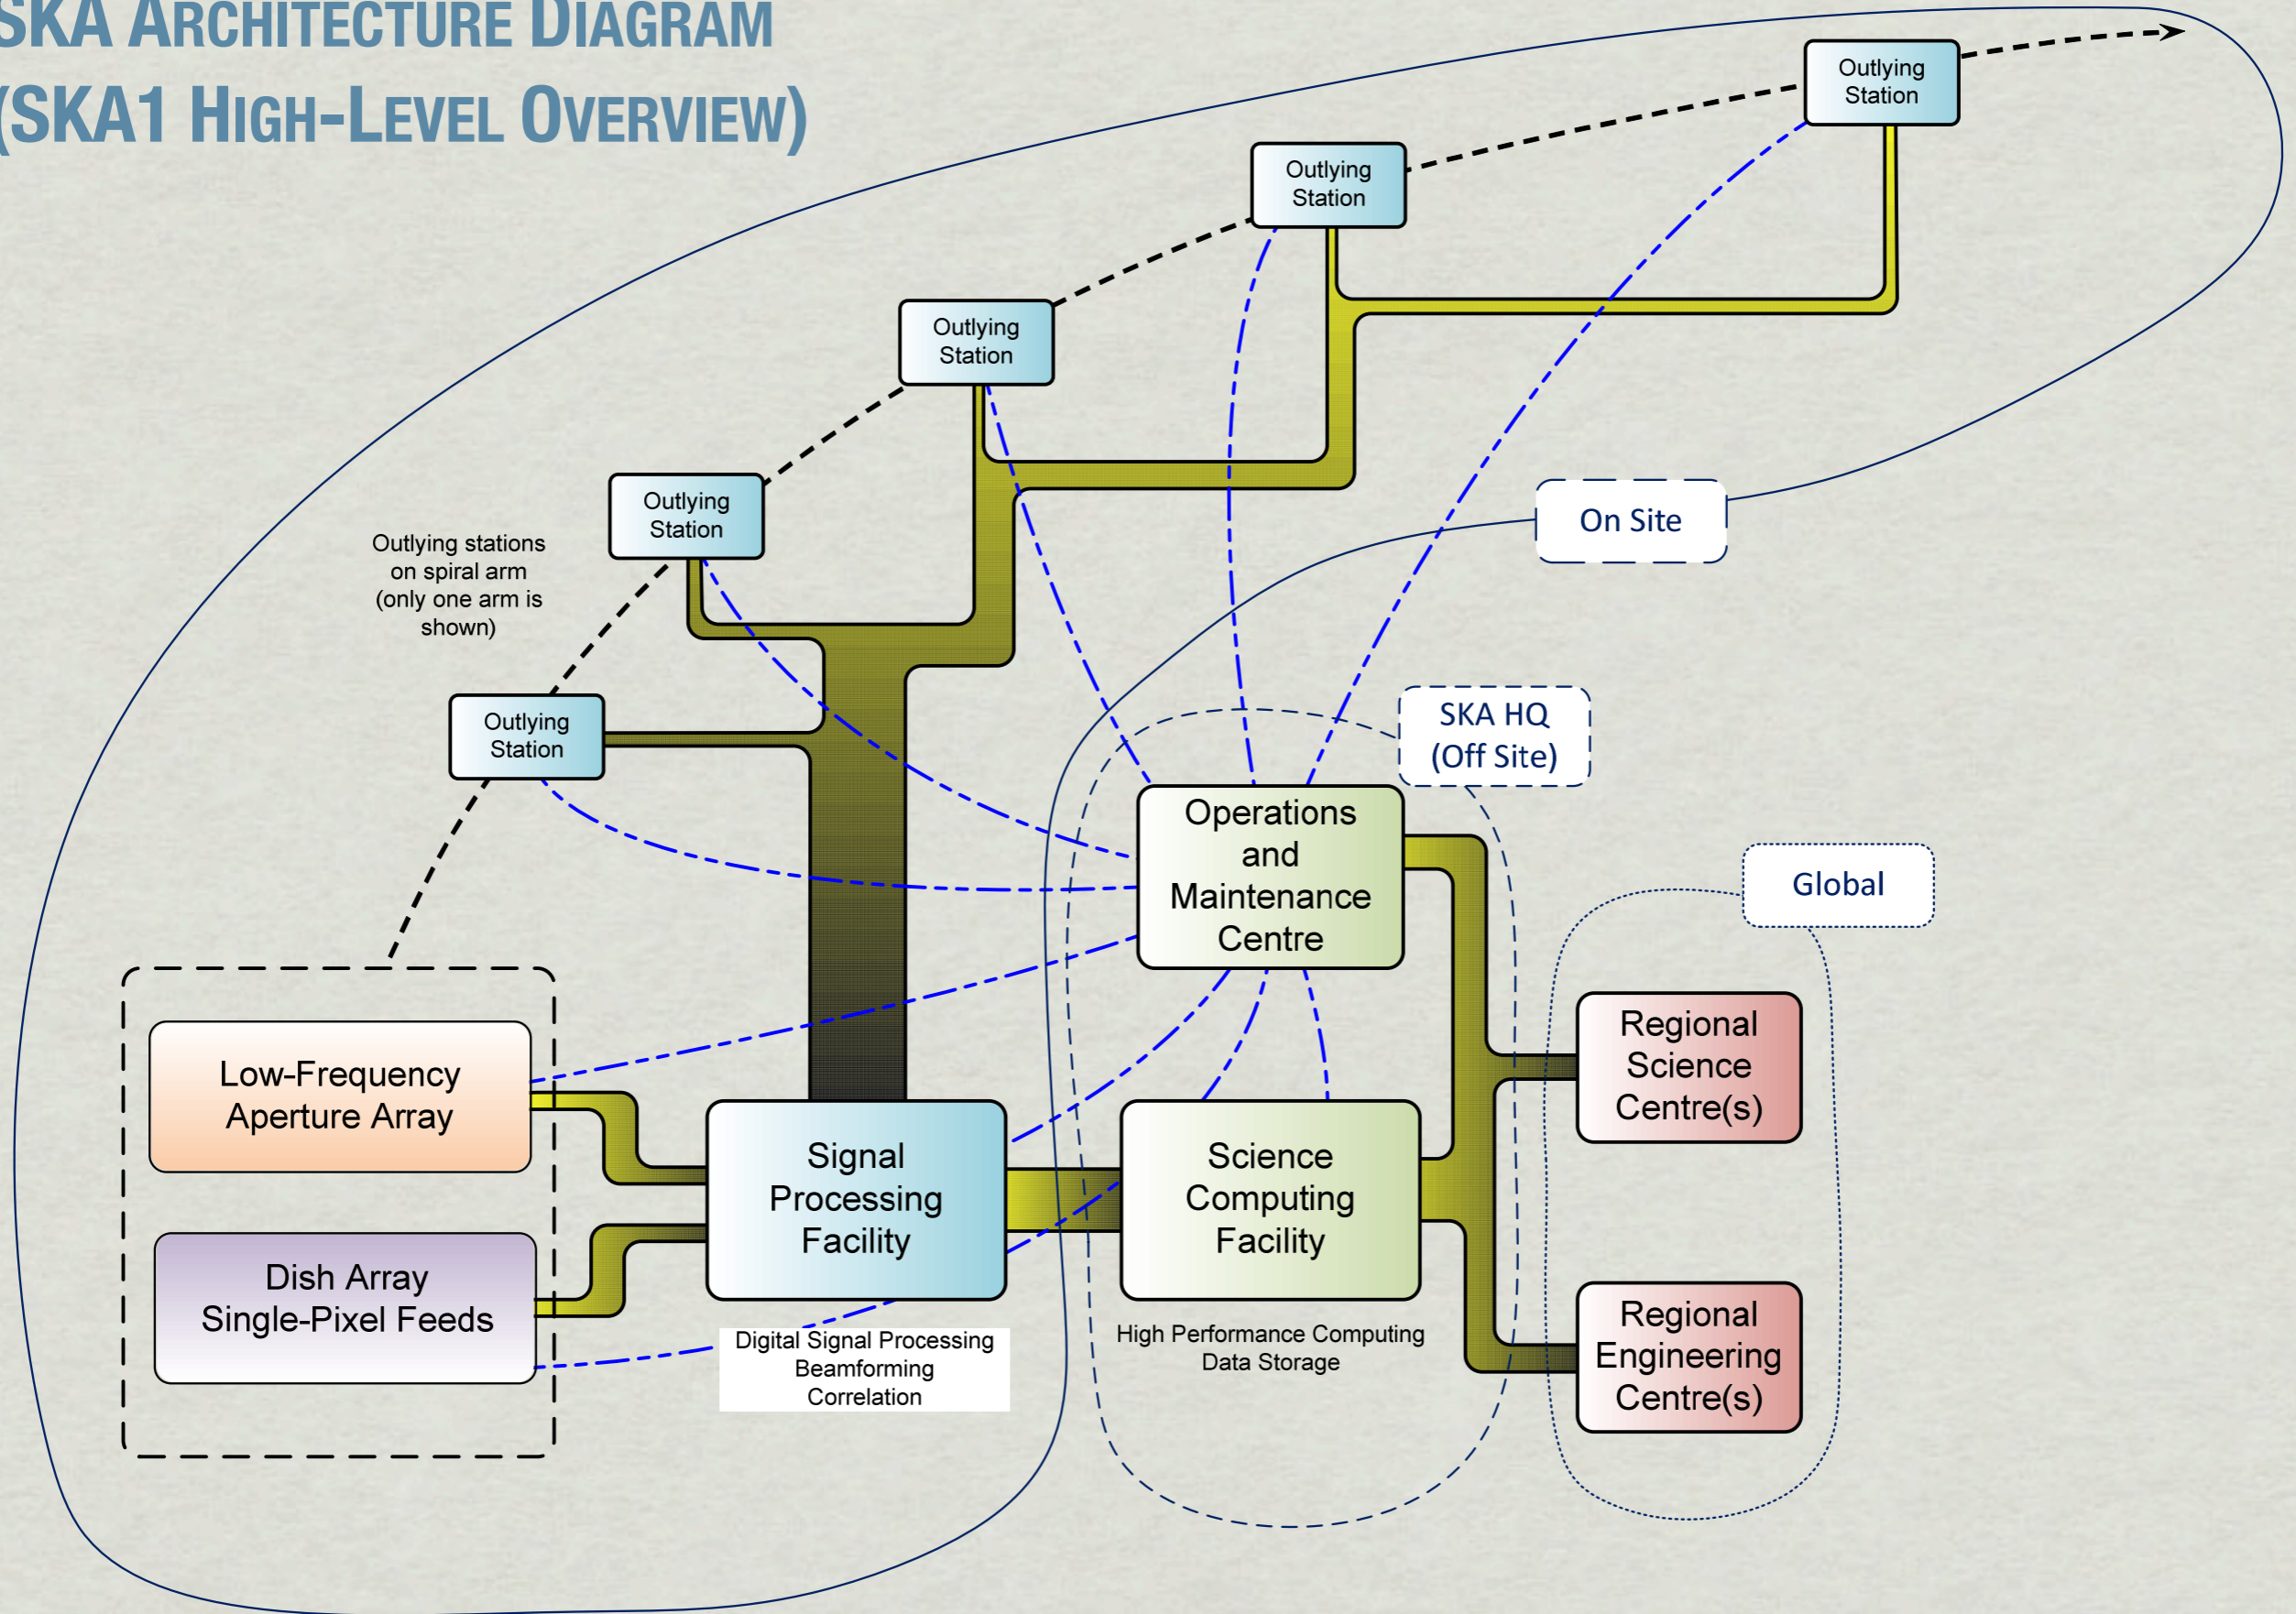 SKA ARCHITECTURE DIAGRAM
(SKA1 HIGH-LEVEL OVERVIEW)
Outlying
Station
Outlying
Station
Outlying
Station
Outlying
Station
Outlying stations
on spiral arm
(only one arm is
shown)
On Site
Outlying
Station
SKA HQ
(Off Site)
Operations
and
Maintenance
Centre
Global
Low-Frequency
Aperture Array
Dish Array
Single-Pixel Feeds
Signal
Processing
Facility
Digital Signal Processing
Beamforming
Correlation
Science
Computing
Facility
High Performance Computing
Data Storage
Regional
Science
Centre(s)
Regional
Engineering
Centre(s)